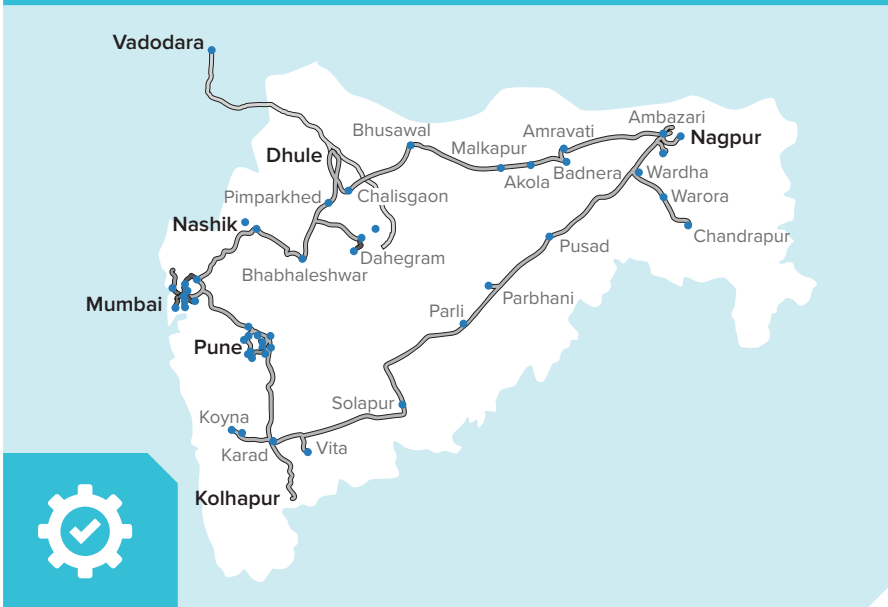 Vadodara
Ambazari
Bhusawal
Amravati
Nagpur
Malkapur
Dhule
Akola
Badnera
Wardha
Pimparkhed
Chalisgaon
Warora
Nashik
Chandrapur
Pusad
Dahegram
Bhabhaleshwar
Mumbai
Parbhani
Parli
Pune
Solapur
Koyna
Vita
Karad
Kolhapur